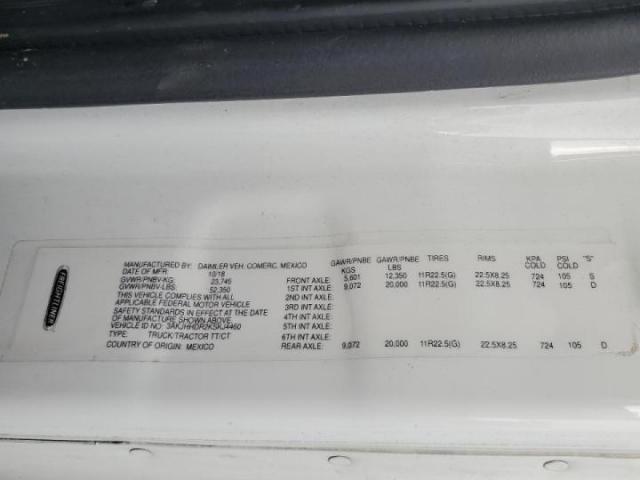 FREIGHTLINER
MANUFACTURED BY: DAIMLER VEH. COMERC. MEXICO
DATE OF MFR: 10/18
GVWR/PNBV-KG: 23,745
GVWR/PNBV-LBS: 52,350
THIS VEHICLE COMPLIES WITH ALL
APPLICABLE FEDERAL MOTOR VEHICLE
SAFETY STANDARDS IN EFFECT AT THE DATE
OF MANUFACTURE SHOWN ABOVE.
VEHICLE ID NO:
TYPE: TRUCK/TRACTOR TT/CT
COUNTRY OF ORIGIN: MEXICO
GAWR/PNBE KGS GAWR/PNBE LBS TIRES RIMS KPA COLD PSI COLD "S"
FRONT AXLE: 5,601 12,350 11R22.5(G) 22.5X8.25 724 105 S
1ST INT AXLE: 9,072 20,000 11R22.5(G) 22.5X8.25 724 105 D
2ND INT AXLE:
3RD INT AXLE:
4TH INT AXLE:
5TH INT AXLE:
6TH INT AXLE:
REAR AXLE: 9,072 20,000 11R22.5(G) 22.5X8.25 724 105 D